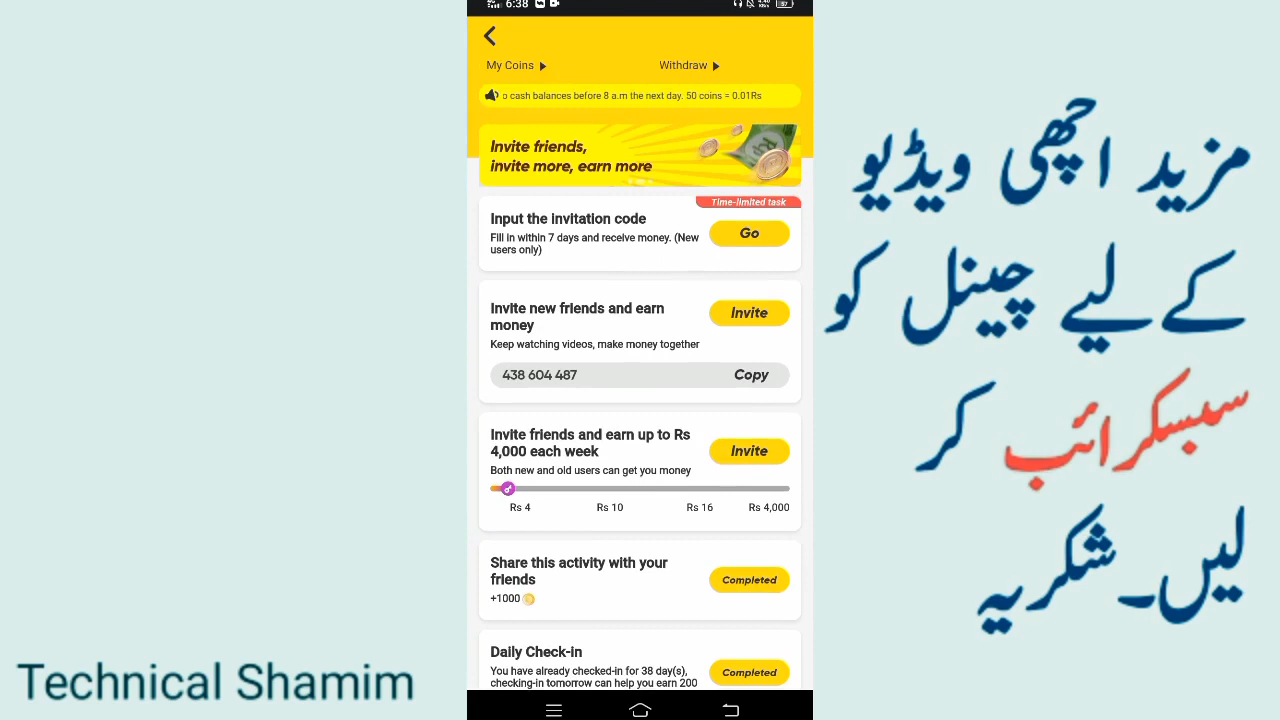 6:38
My Coins
Withdraw
o cash balances before 8 a.m the next day. 50 coins = 0.01Rs
Invite friends,
invite more, earn more
Time-limited task
Input the invitation code
Go
Fill in within 7 days and receive money. (New
users only)
Invite new friends and earn
money
Invite
Keep watching videos, make money together
438 604 487
Copy
Invite friends and earn up to Rs
4,000 each week
Invite
Both new and old users can get you money
Rs 4
Rs 10
Rs 16
Rs 4,000
Share this activity with your
friends
Completed
+1000
Daily Check-in
Completed
You have already checked-in for 38 day(s),
checking-in tomorrow can help you earn 200
مزید اچھی ویڈیو
کے لیے چینل کو
سبسکرائب کر
لیں۔ شکریہ
Technical Shamim